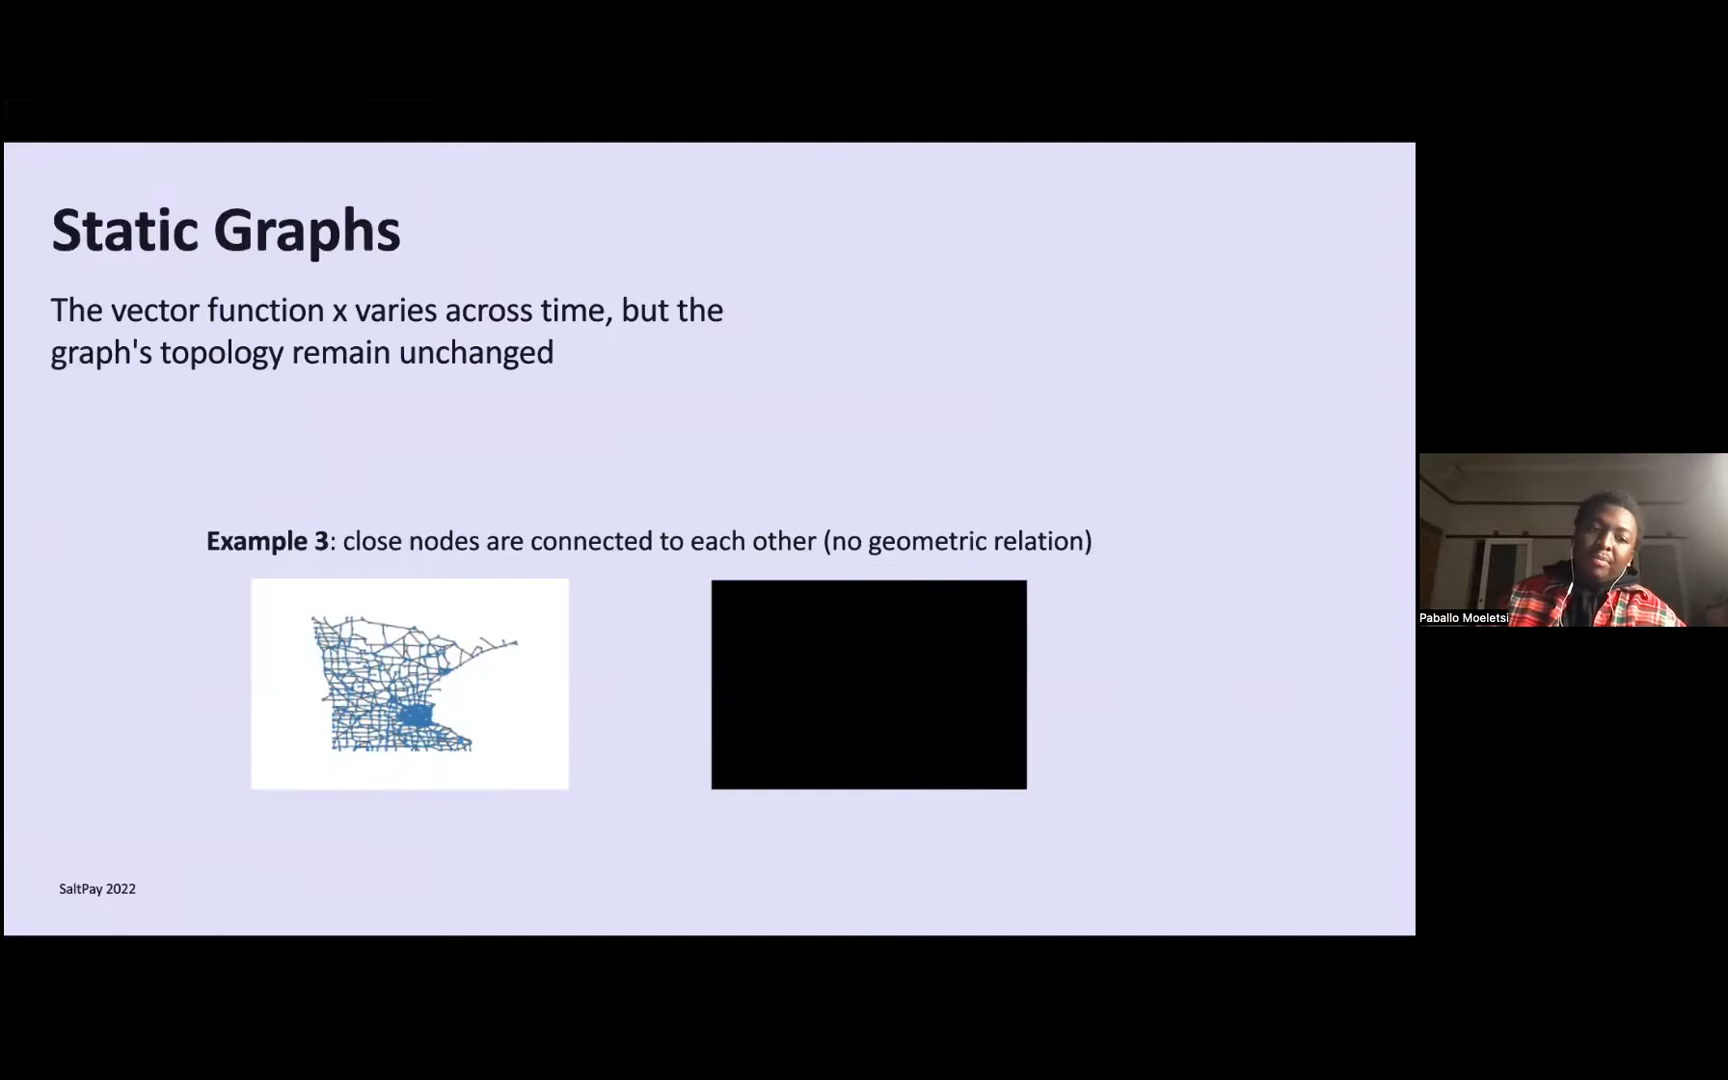 Static Graphs
The vector function x varies across time, but the
graph's topology remain unchanged
Example 3: close nodes are connected to each other (no geometric relation)
SaltPay 2022
Paballo Moeletsi